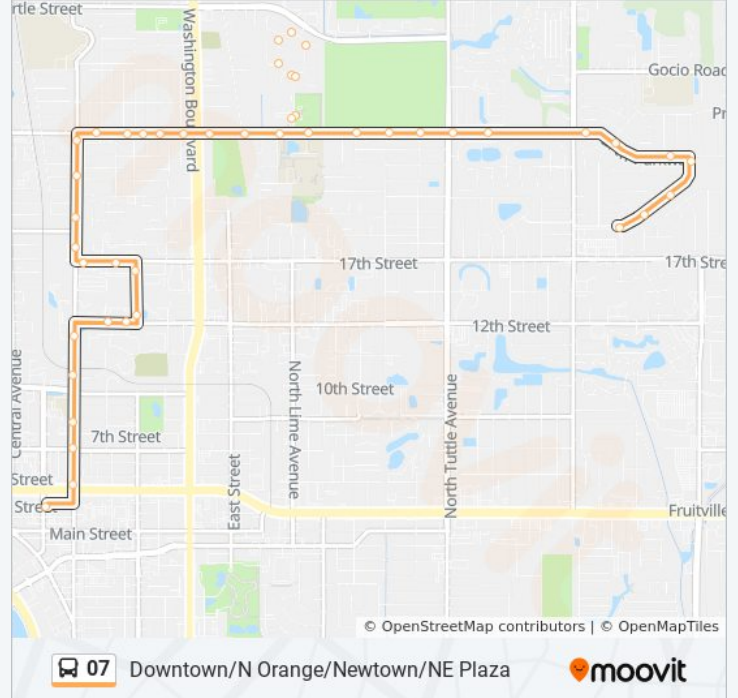 rtle Street
Washington Boulevard
Gocio Road
Pr
17th Street
17th Stre
12th Street
Central Avenue
North Lime Avenue
10th Street
North Tuttle Avenue
7th Street
Street
East Street
Stree
Fruitville
Main Street
© OpenStreetMap contributors | © OpenMapTiles
07 Downtown/N Orange/Newtown/NE Plaza
moovit